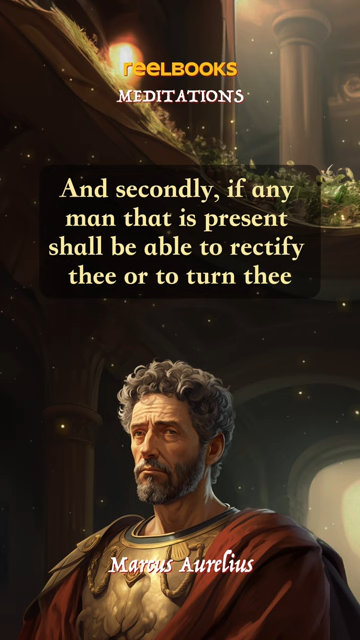 reelBOOKS
MEDITATIONS
And secondly, if any
man that is present
shall be able to rectify
thee or to turn thee
Marcus Aurelius